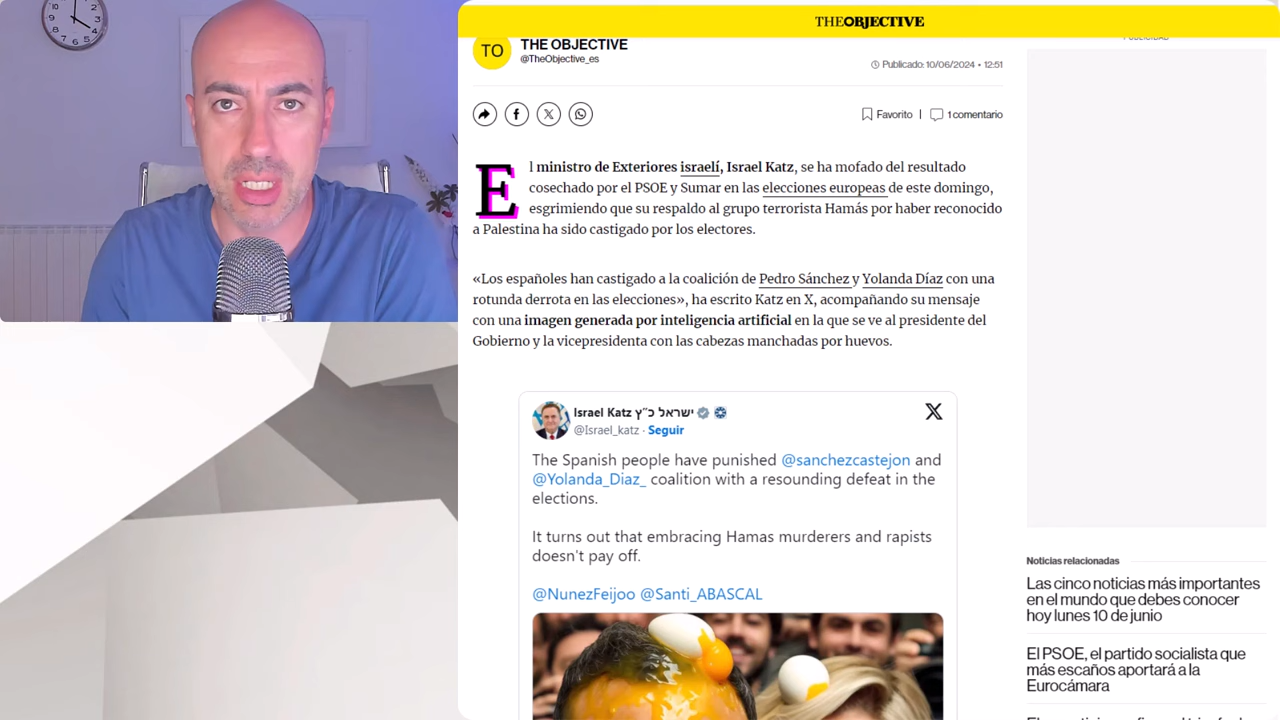 THEOBJECTIVE
TO
THE OBJECTIVE
@TheObjective_es
Publicado: 10/06/2024 • 12:51
PUBLICIDAD
Favorito | 1 comentario
El ministro de Exteriores israelí, Israel Katz, se ha mofado del resultado
cosechado por el PSOE y Sumar en las elecciones europeas de este domingo,
esgrimiendo que su respaldo al grupo terrorista Hamás por haber reconocido
a Palestina ha sido castigado por los electores.
«Los españoles han castigado a la coalición de Pedro Sánchez y Yolanda Díaz con una
rotunda derrota en las elecciones», ha escrito Katz en X, acompañando su mensaje
con una imagen generada por inteligencia artificial en la que se ve al presidente del
Gobierno y la vicepresidenta con las cabezas manchadas por huevos.
Israel Katz ישראל כ״ץ
@Israel_katz · Seguir
The Spanish people have punished @sanchezcastejon and
@Yolanda_Diaz_ coalition with a resounding defeat in the
elections.
It turns out that embracing Hamas murderers and rapists
doesn't pay off.
@NunezFeijoo @Santi_ABASCAL
Noticias relacionadas
Las cinco noticias más importantes
en el mundo que debes conocer
hoy lunes 10 de junio
El PSOE, el partido socialista que
más escaños aportará a la
Eurocámara